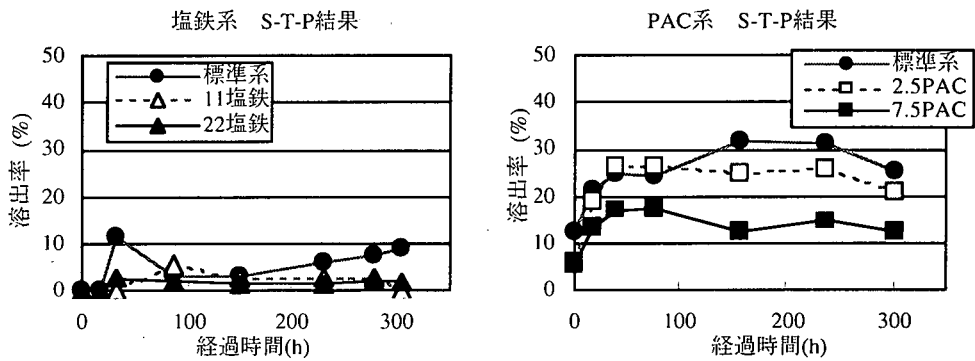 塩鉄系 S-T-P結果
50
40
30
20
10
0
溶出率 (%)
標準系
11塩鉄
22塩鉄
0 100 200 300
経過時間(h)
PAC系 S-T-P結果
50
40
30
20
10
0
溶出率 (%)
標準系
2.5PAC
7.5PAC
0 100 200 300
経過時間(h)